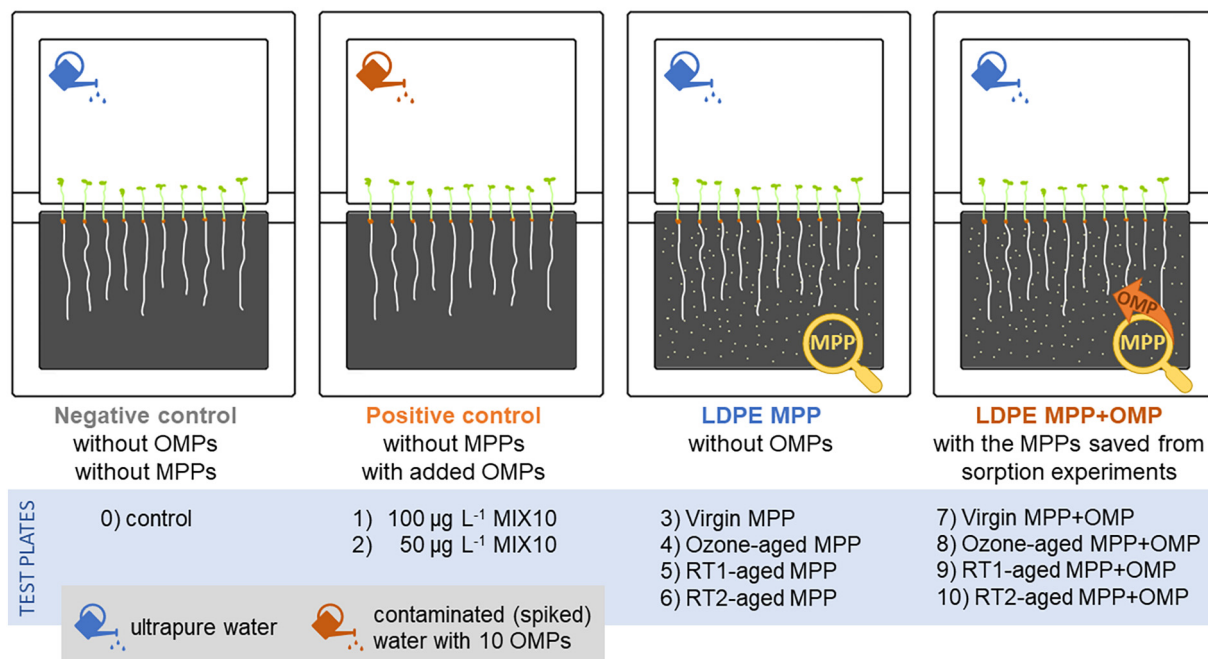 MPP
OMP
MPP
Negative control
without OMPs
without MPPs
Positive control
without MPPs
with added OMPs
LDPE MPP
without OMPs
LDPE MPP+OMP
with the MPPs saved from
sorption experiments
TEST PLATES
0) control
1) 100 µg L⁻¹ MIX10
2) 50 µg L⁻¹ MIX10
3) Virgin MPP
4) Ozone-aged MPP
5) RT1-aged MPP
6) RT2-aged MPP
7) Virgin MPP+OMP
8) Ozone-aged MPP+OMP
9) RT1-aged MPP+OMP
10) RT2-aged MPP+OMP
ultrapure water
contaminated (spiked)
water with 10 OMPs